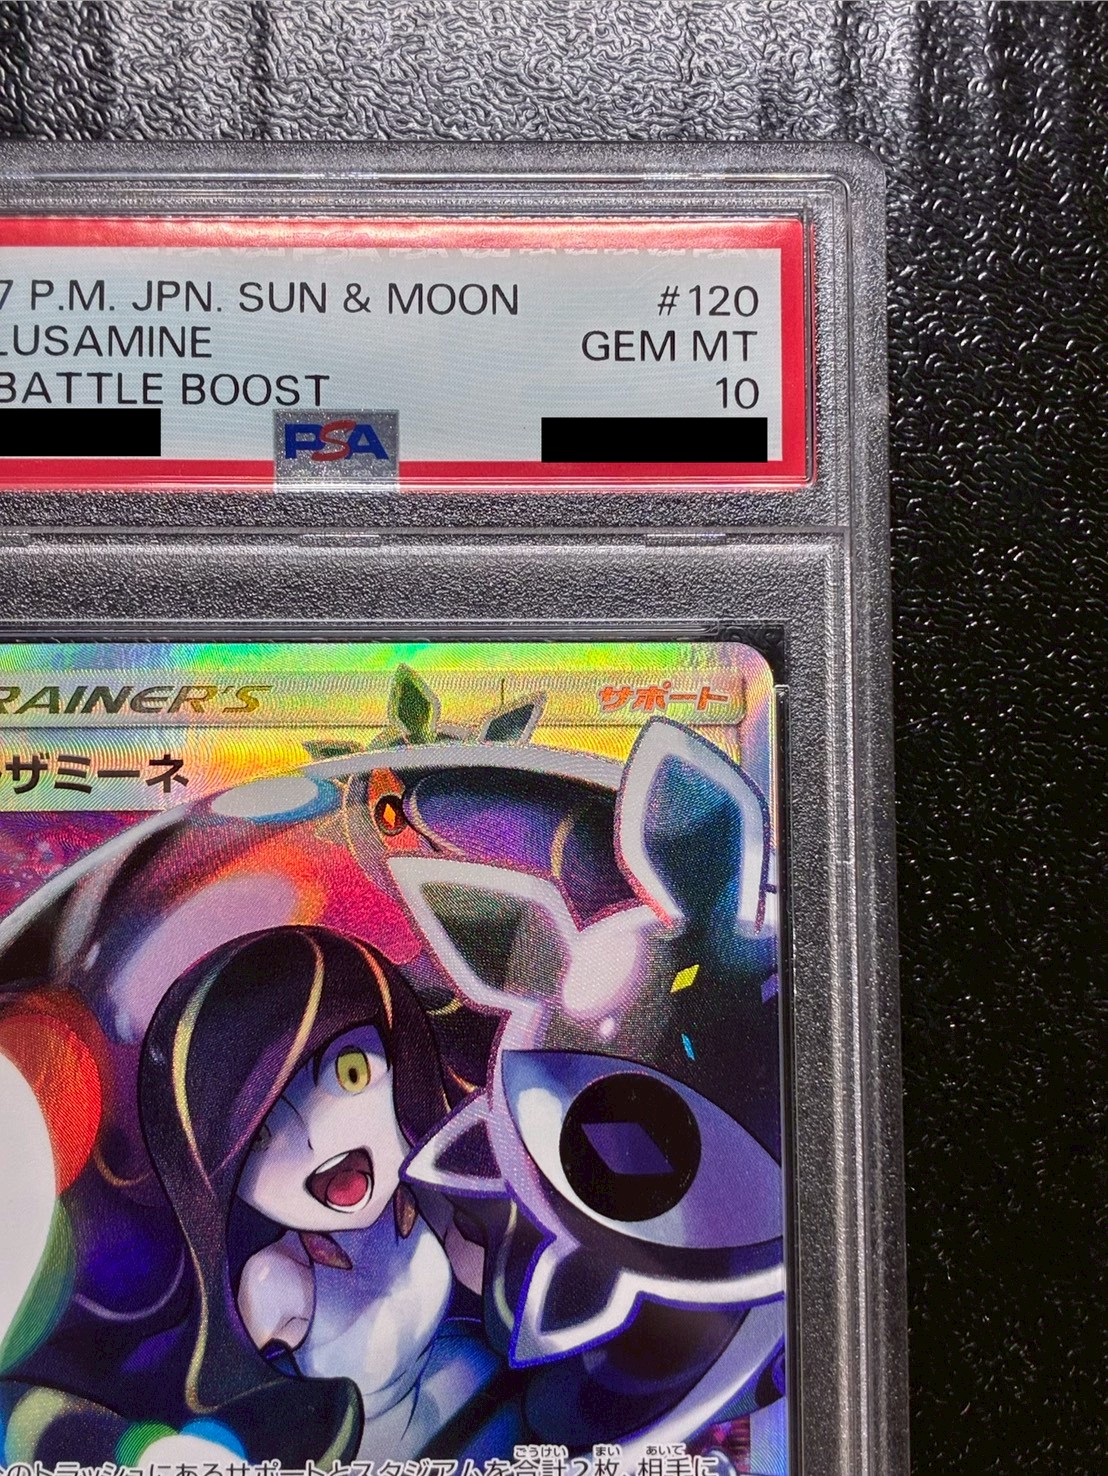 7 P.M. JPN. SUN & MOON #120
LUSAMINE GEM MT
BATTLE BOOST 10
PSA
RAINER'S サポート
ザミーネ
のトラッシュにあるサポートとスタジアムを合計2枚、相手に
ごうけい まい あいて